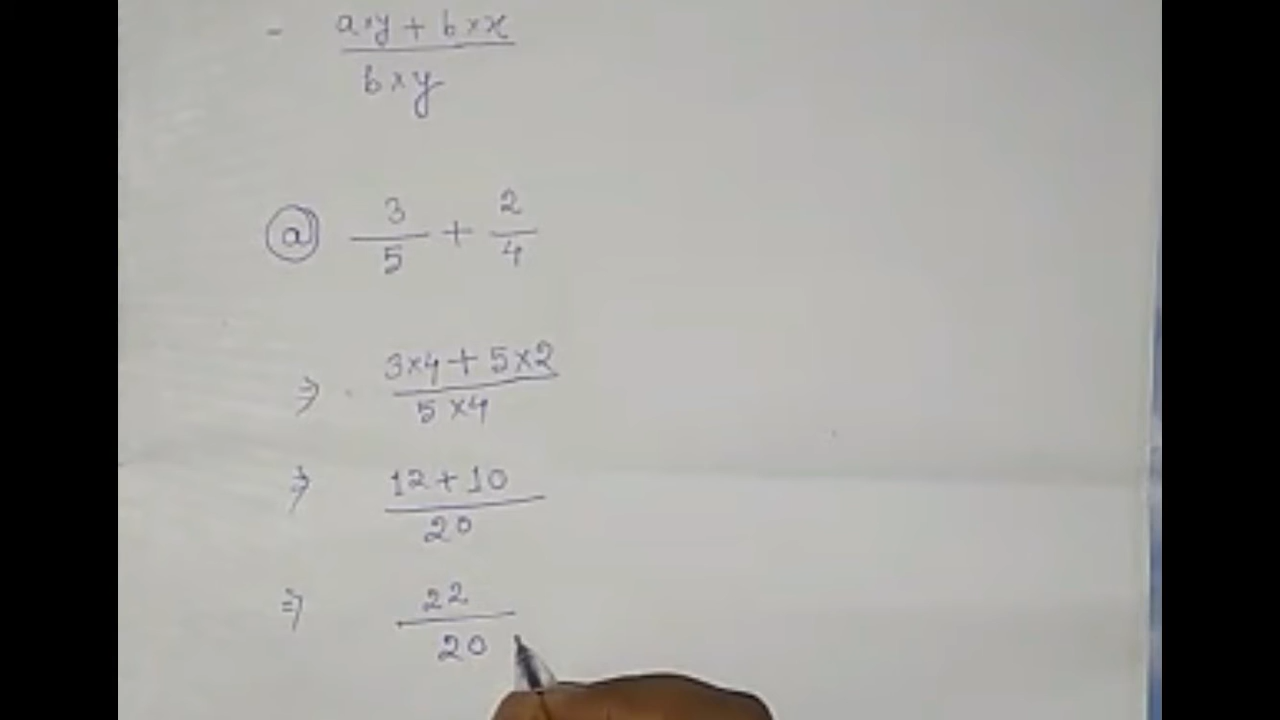 - a×y + b×x / b×y
ⓐ 3/5 + 2/4
⇒ 3×4 + 5×2 / 5×4
⇒ 12 + 10 / 20
⇒ 22 / 20